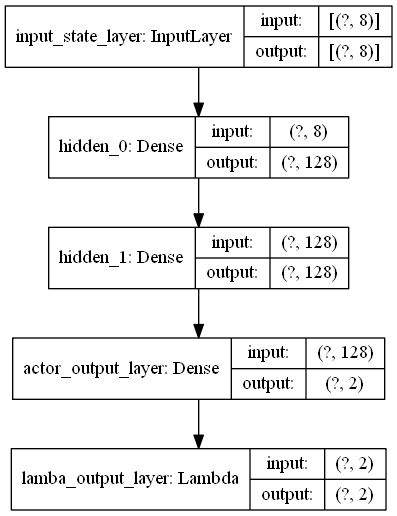 input_state_layer: InputLayer
input: [(?, 8)]
output: [(?, 8)]
hidden_0: Dense
input: (?, 8)
output: (?, 128)
hidden_1: Dense
input: (?, 128)
output: (?, 128)
actor_output_layer: Dense
input: (?, 128)
output: (?, 2)
lamba_output_layer: Lambda
input: (?, 2)
output: (?, 2)